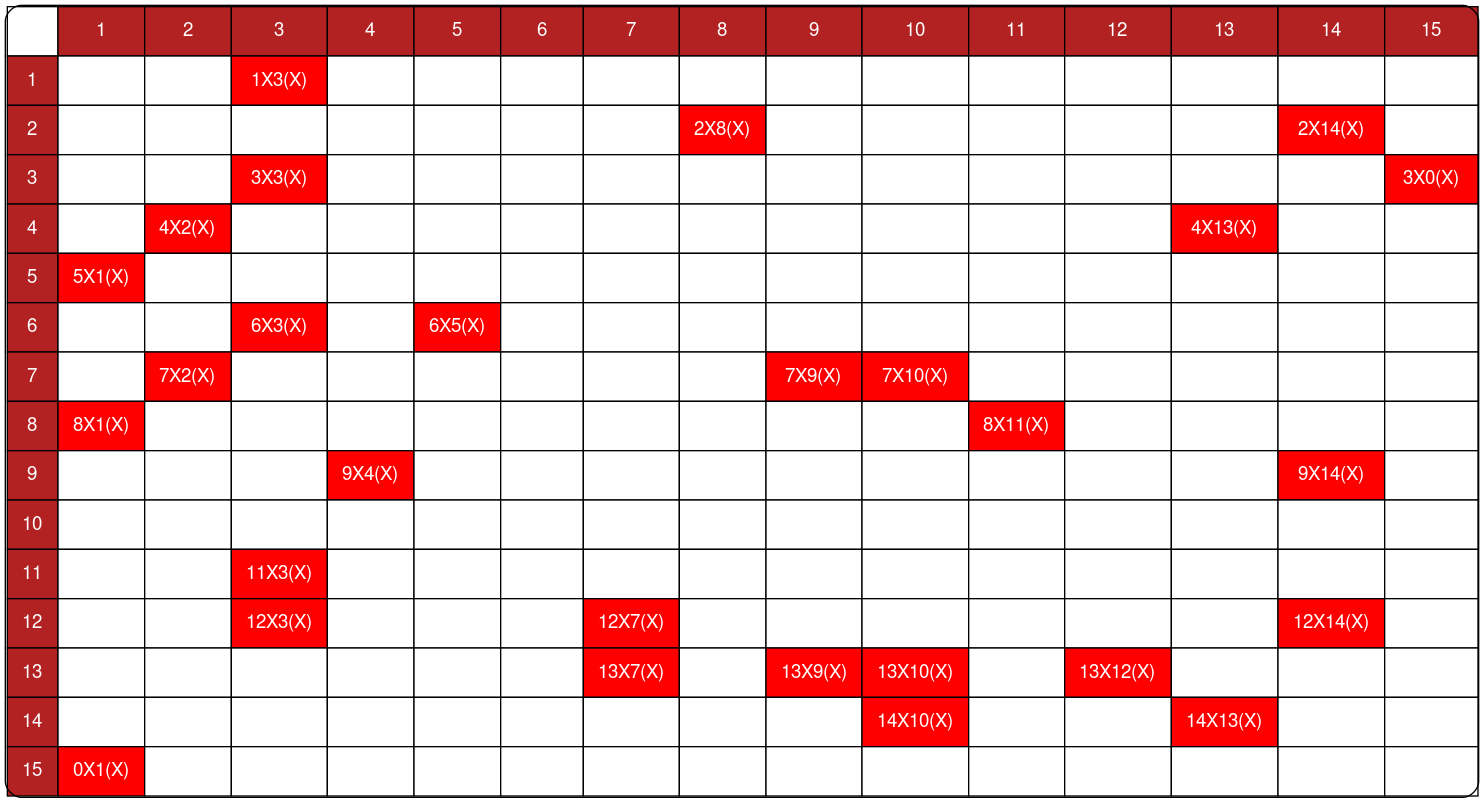 1 2 3 4 5 6 7 8 9 10 11 12 13 14 15
1 1X3(X)
2 2X8(X) 2X14(X)
3 3X3(X) 3X0(X)
4 4X2(X) 4X13(X)
5 5X1(X)
6 6X3(X) 6X5(X)
7 7X2(X) 7X9(X) 7X10(X)
8 8X1(X) 8X11(X)
9 9X4(X) 9X14(X)
10
11 11X3(X)
12 12X3(X) 12X7(X) 12X14(X)
13 13X7(X) 13X9(X) 13X10(X) 13X12(X)
14 14X10(X) 14X13(X)
15 0X1(X)